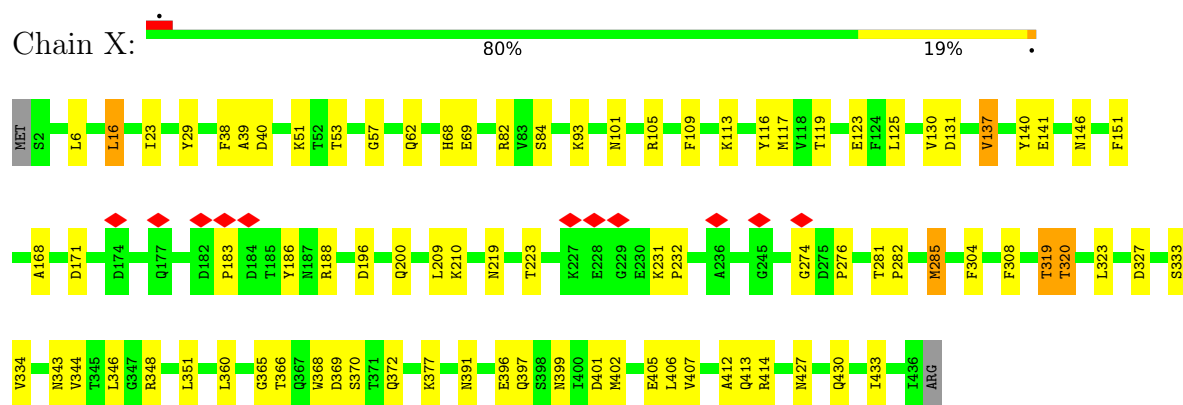 Chain X:
80%
19%
MET S2 L6 L16 I23 Y29 F38 A39 D40 K51 T52 T53 G57 Q62 H68 E69 R82 V83 S84 K93 N101 R105 F109 K113 Y116 M117 V118 T119 E123 F124 L125 V130 D131 V137 Y140 E141 N146 F151
A168 D171 D174 Q177 D182 P183 D184 T185 Y186 N187 R188 D196 Q200 L209 K210 N219 T223 K227 E228 G229 E230 K231 P232 A236 G245 G274 D275 P276 T281 P282 M285 F304 F308 T319 T320 L323 D327 S333
V334 N343 V344 T345 L346 G347 R348 L351 L360 G365 T366 Q367 W368 D369 S370 T371 Q372 K377 N391 E396 Q397 S398 N399 I400 D401 M402 E405 L406 V407 A412 Q413 R414 N427 Q430 I433 I436 ARG